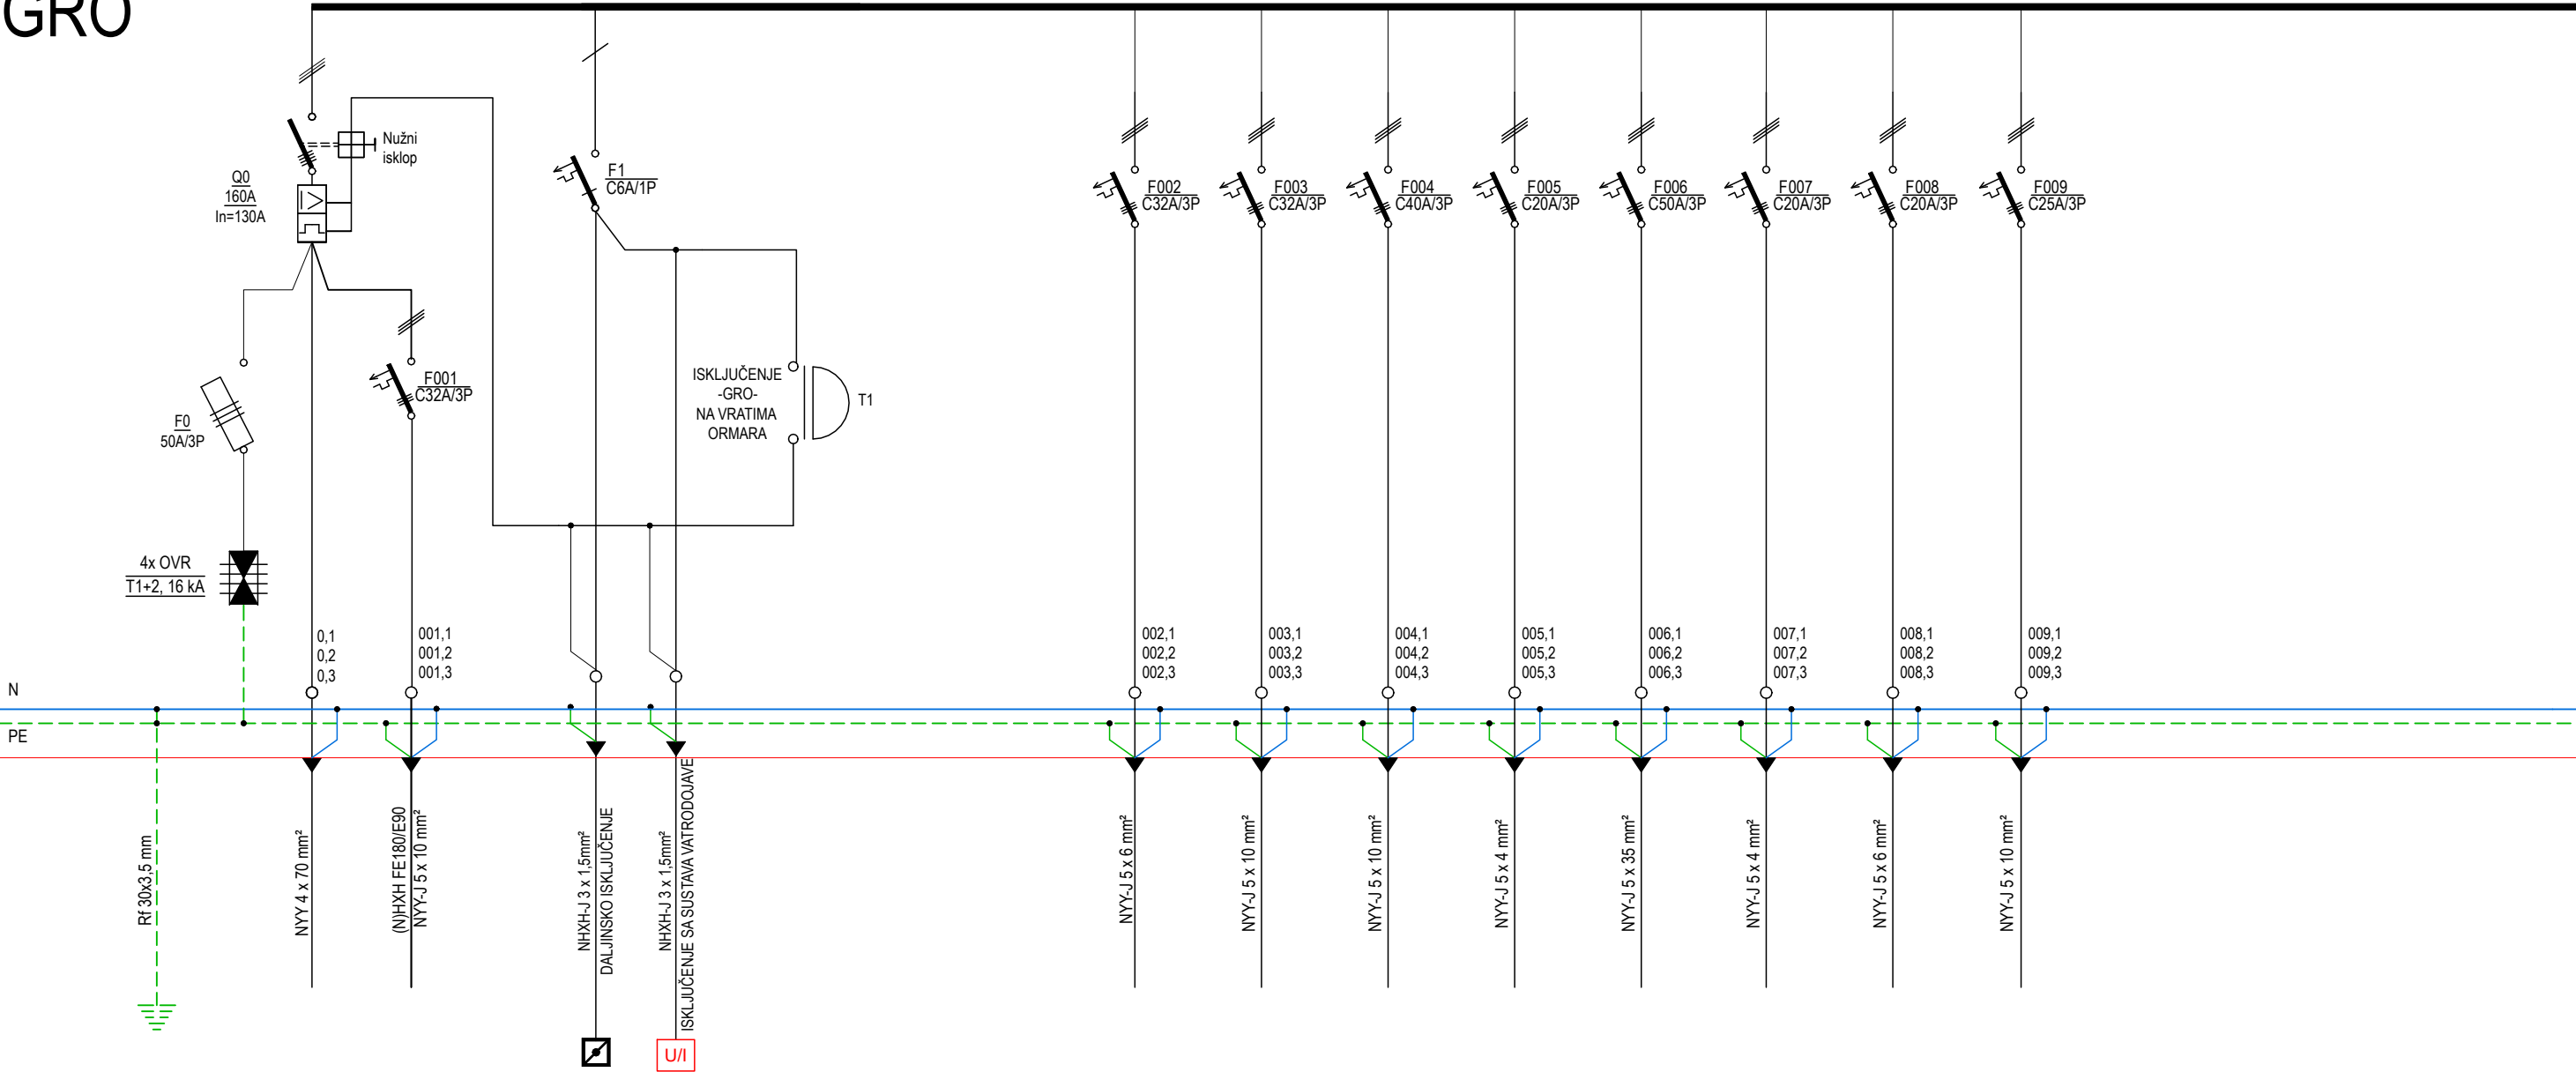 GRO
Nužni
isklop
Q0
160A
In=130A
F1
C6A/1P
F002
C32A/3P
F003
C32A/3P
F004
C40A/3P
F005
C20A/3P
F006
C50A/3P
F007
C20A/3P
F008
C20A/3P
F009
C25A/3P
F001
C32A/3P
F0
50A/3P
ISKLJUČENJE
-GRO-
NA VRATIMA
ORMARA
T1
4x OVR
T1+2, 16 kA
0,1
0,2
0,3
001,1
001,2
001,3
002,1
002,2
002,3
003,1
003,2
003,3
004,1
004,2
004,3
005,1
005,2
005,3
006,1
006,2
006,3
007,1
007,2
007,3
008,1
008,2
008,3
009,1
009,2
009,3
N
PE
Rf 30x3,5 mm
NYY 4 x 70 mm²
(N)HXH FE180/E90
NYY-J 5 x 10 mm²
NHXH-J 3 x 1,5mm²
DALJINSKO ISKLJUČENJE
NHXH-J 3 x 1,5mm²
ISKLJUČENJE SA SUSTAVA VATRODOJAVE
NYY-J 5 x 6 mm²
NYY-J 5 x 10 mm²
NYY-J 5 x 10 mm²
NYY-J 5 x 4 mm²
NYY-J 5 x 35 mm²
NYY-J 5 x 4 mm²
NYY-J 5 x 6 mm²
NYY-J 5 x 10 mm²
U/I